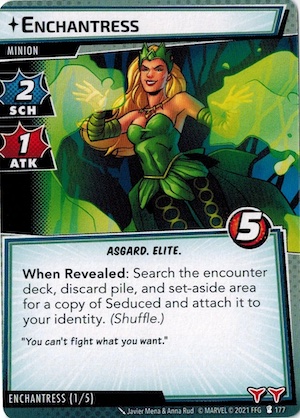 ENCHANTRESS
MINION
2
SCH
1
ATK
5
ASGARD. ELITE.
When Revealed: Search the encounter
deck, discard pile, and set-aside area
for a copy of Seduced and attach it to
your identity. (Shuffle.)
"You can't fight what you want."
ENCHANTRESS (1/5)
Javier Mena & Anna Rud © MARVEL © 2021 FFG 177